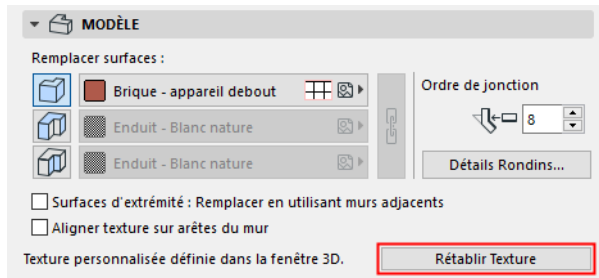 MODÈLE
Remplacer surfaces :
Brique - appareil debout
Enduit - Blanc nature
Enduit - Blanc nature
Ordre de jonction
8
Détails Rondins...
Surfaces d'extrémité : Remplacer en utilisant murs adjacents
Aligner texture sur arêtes du mur
Texture personnalisée définie dans la fenêtre 3D.
Rétablir Texture